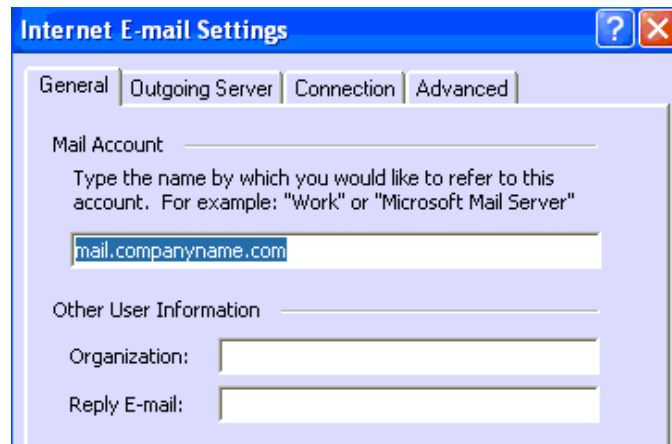 Internet E-mail Settings
General Outgoing Server Connection Advanced
Mail Account
Type the name by which you would like to refer to this
account. For example: "Work" or "Microsoft Mail Server"
mail.companyname.com
Other User Information
Organization:
Reply E-mail: